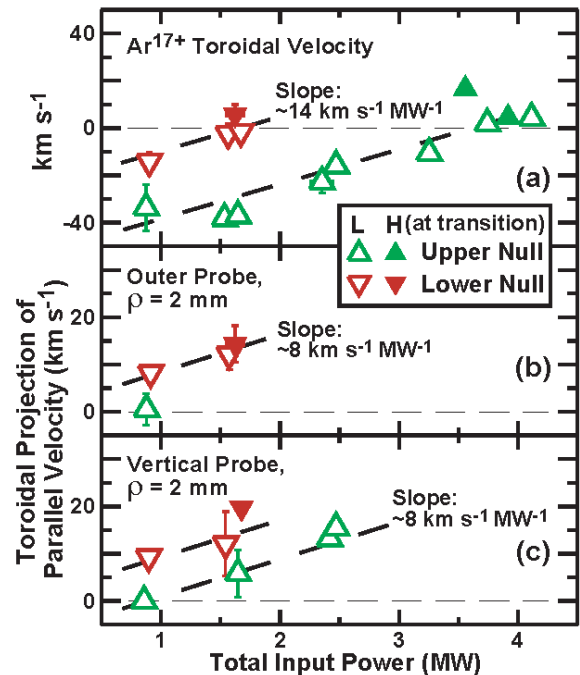 40
Ar17+ Toroidal Velocity
Slope:
~14 km s-1 MW-1
km s-1
0
(a)
-40
L H (at transition)
Upper Null
Lower Null
Toroidal Projection of
Parallel Velocity (km s-1)
Outer Probe,
ρ = 2 mm
Slope:
~8 km s-1 MW-1
20
(b)
0
Vertical Probe,
ρ = 2 mm
Slope:
~8 km s-1 MW-1
20
(c)
0
1 2 3 4
Total Input Power (MW)